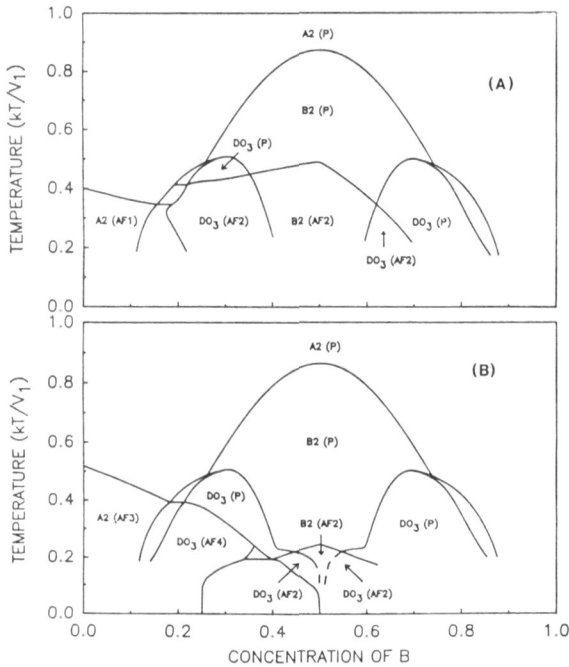 TEMPERATURE (kT/V₁)
1.0
0.8
0.6
0.4
0.2
0.0
A2 (P)
(A)
B2 (P)
DO₃ (P)
A2 (AF1)
DO₃ (AF2)
B2 (AF2)
DO₃ (P)
DO₃ (AF2)
TEMPERATURE (kT/V₁)
1.0
0.8
0.6
0.4
0.2
0.0
A2 (P)
(B)
B2 (P)
DO₃ (P)
A2 (AF3)
B2 (AF2)
DO₃ (P)
DO₃ (AF4)
DO₃ (AF2)
DO₃ (AF2)
0.0 0.2 0.4 0.6 0.8 1.0
CONCENTRATION OF B